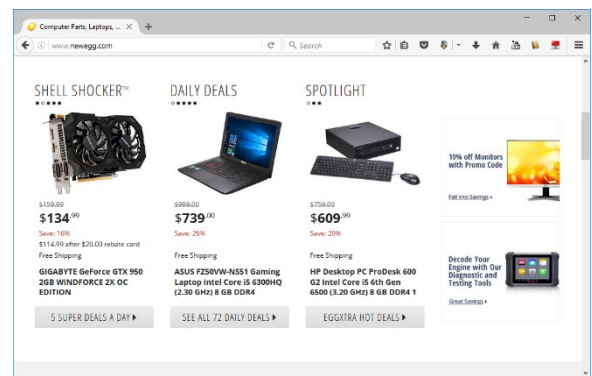 Computer Parts, Laptops, ...
www.newegg.com
Search
SHELL SHOCKER™
DAILY DEALS
SPOTLIGHT
$159.99
$134.99
Save: 16%
$114.99 after $20.00 rebate card
Free Shipping
GIGABYTE GeForce GTX 950
2GB WINDFORCE 2X OC
EDITION
5 SUPER DEALS A DAY
$999.00
$739.00
Save: 26%
Free Shipping
ASUS FZ50VW-NS51 Gaming
Laptop Intel Core i5 6300HQ
(2.30 GHz) 8 GB DDR4
SEE ALL 72 DAILY DEALS
$759.00
$609.99
Save: 20%
Free Shipping
HP Desktop PC ProDesk 600
G2 Intel Core i5 6th Gen
6500 (3.20 GHz) 8 GB DDR4 1
EGGXTRA HOT DEALS
10% off Monitors
with Promo Code
Fall into Savings
Decode Your
Engine with Our
Diagnostic and
Testing Tools
Great Savings